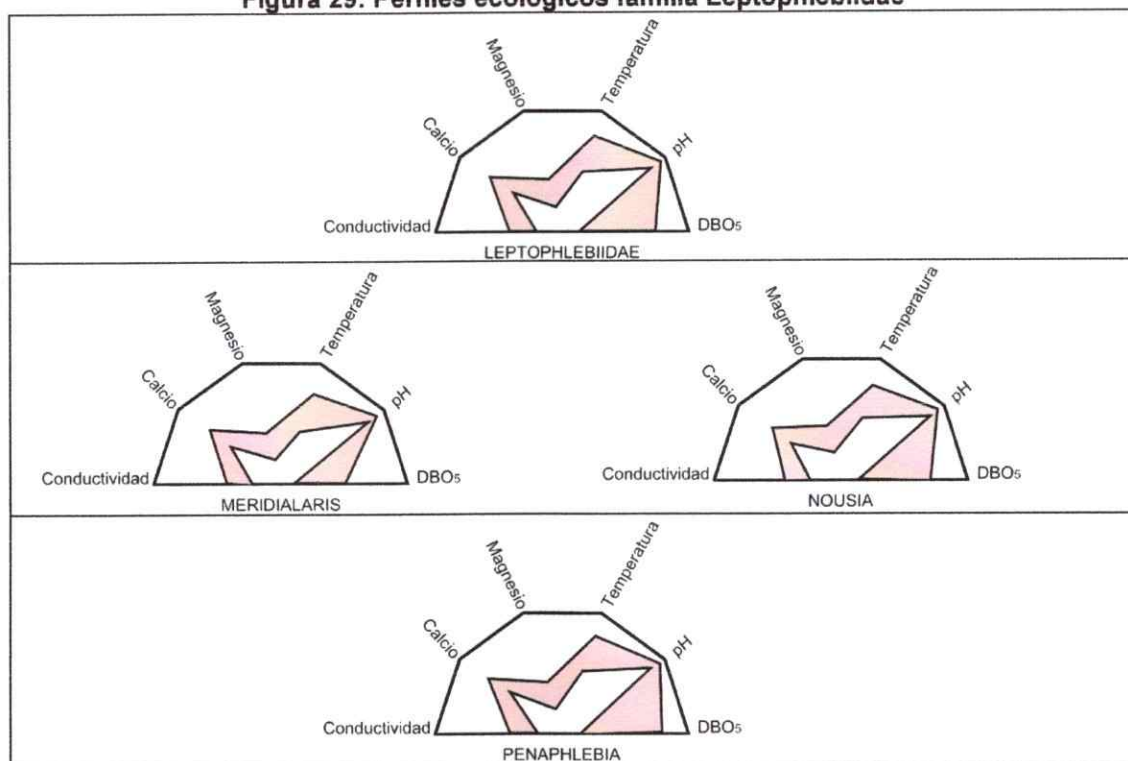 Figura 29: Perfiles ecológicos familia Leptophlebiidae
Magnesio
Temperatura
Calcio
pH
Conductividad
DBO₅
LEPTOPHLEBIIDAE
Magnesio
Temperatura
Calcio
pH
Conductividad
DBO₅
MERIDIALARIS
Magnesio
Temperatura
Calcio
pH
Conductividad
DBO₅
NOUSIA
Magnesio
Temperatura
Calcio
pH
Conductividad
DBO₅
PENAPHLEBIA